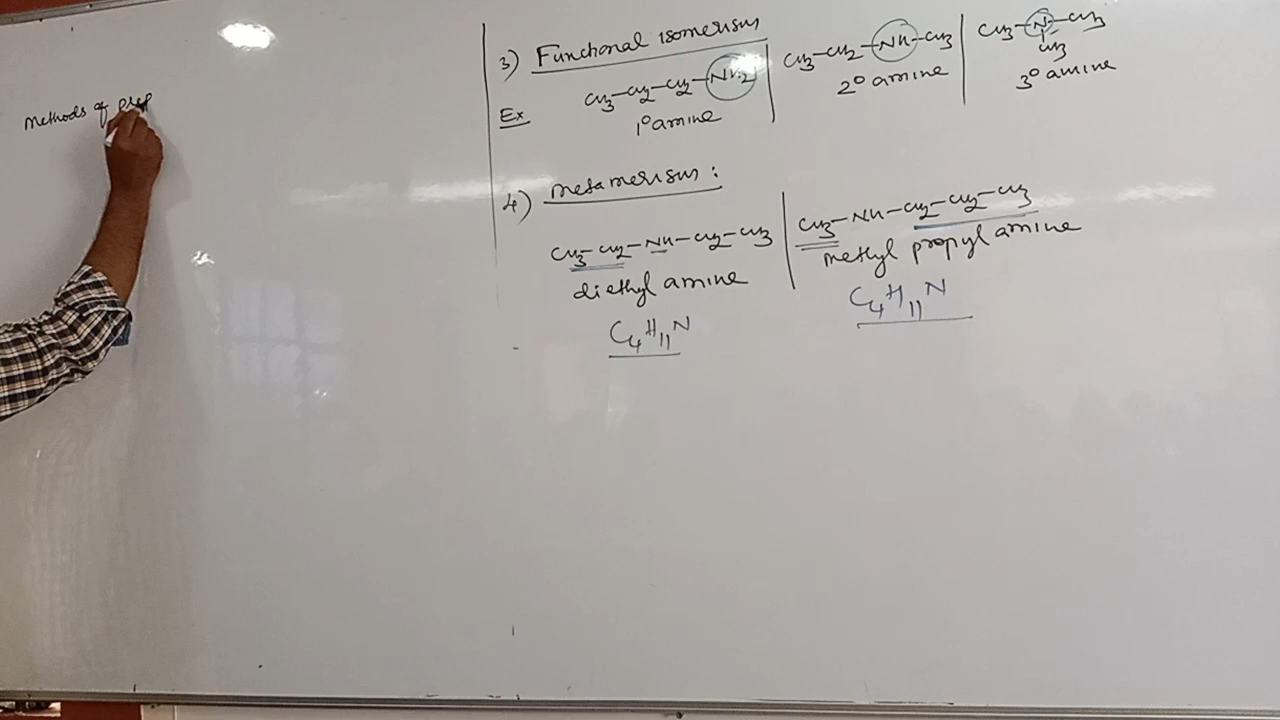 Methods of prep
3) Functional isomerism
Ex CH3-CH2-CH2-NH2 | CH3-CH2-NH-CH3 | CH3-N-CH3
CH3
1° amine 2° amine 3° amine
4) metamerism:
CH3-CH2-NH-CH2-CH3 | CH3-NH-CH2-CH2-CH3
diethyl amine methyl propyl amine
C4H11N C4H11N